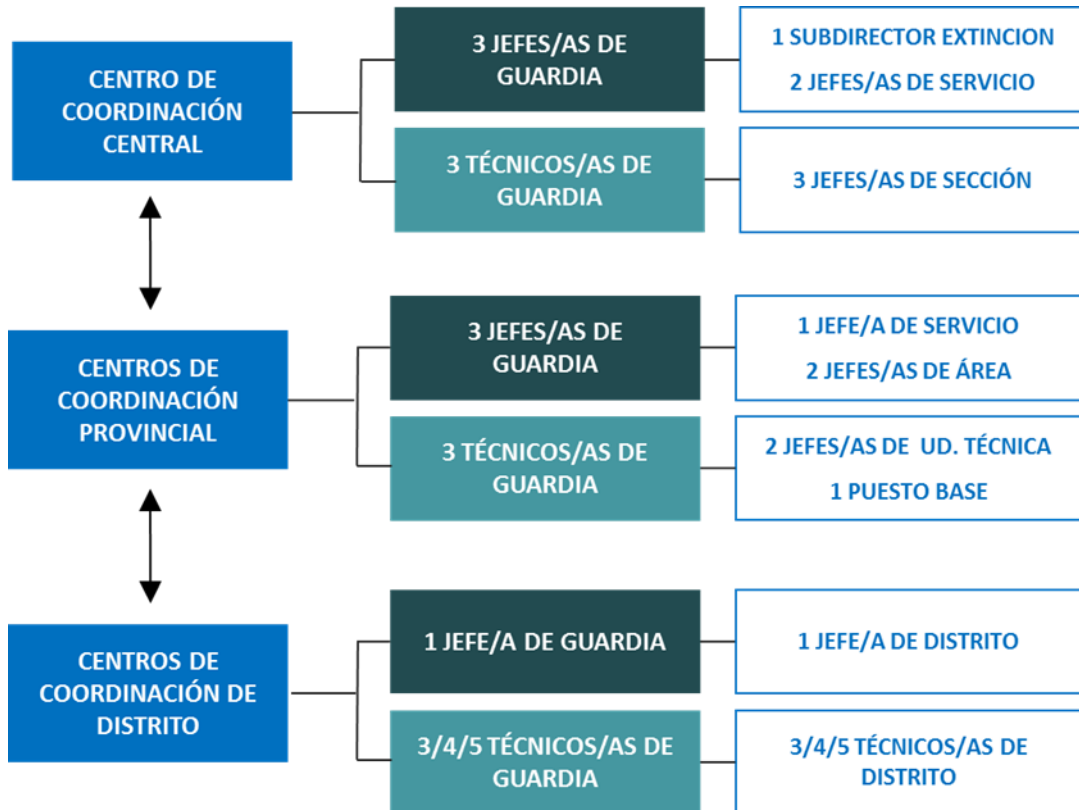 CENTRO DE
COORDINACIÓN
CENTRAL
3 JEFES/AS DE
GUARDIA
1 SUBDIRECTOR EXTINCION
2 JEFES/AS DE SERVICIO
3 TÉCNICOS/AS DE
GUARDIA
3 JEFES/AS DE SECCIÓN
CENTROS DE
COORDINACIÓN
PROVINCIAL
3 JEFES/AS DE
GUARDIA
1 JEFE/A DE SERVICIO
2 JEFES/AS DE ÁREA
3 TÉCNICOS/AS DE
GUARDIA
2 JEFES/AS DE UD. TÉCNICA
1 PUESTO BASE
CENTROS DE
COORDINACIÓN DE
DISTRITO
1 JEFE/A DE GUARDIA
1 JEFE/A DE DISTRITO
3/4/5 TÉCNICOS/AS DE
GUARDIA
3/4/5 TÉCNICOS/AS DE
DISTRITO